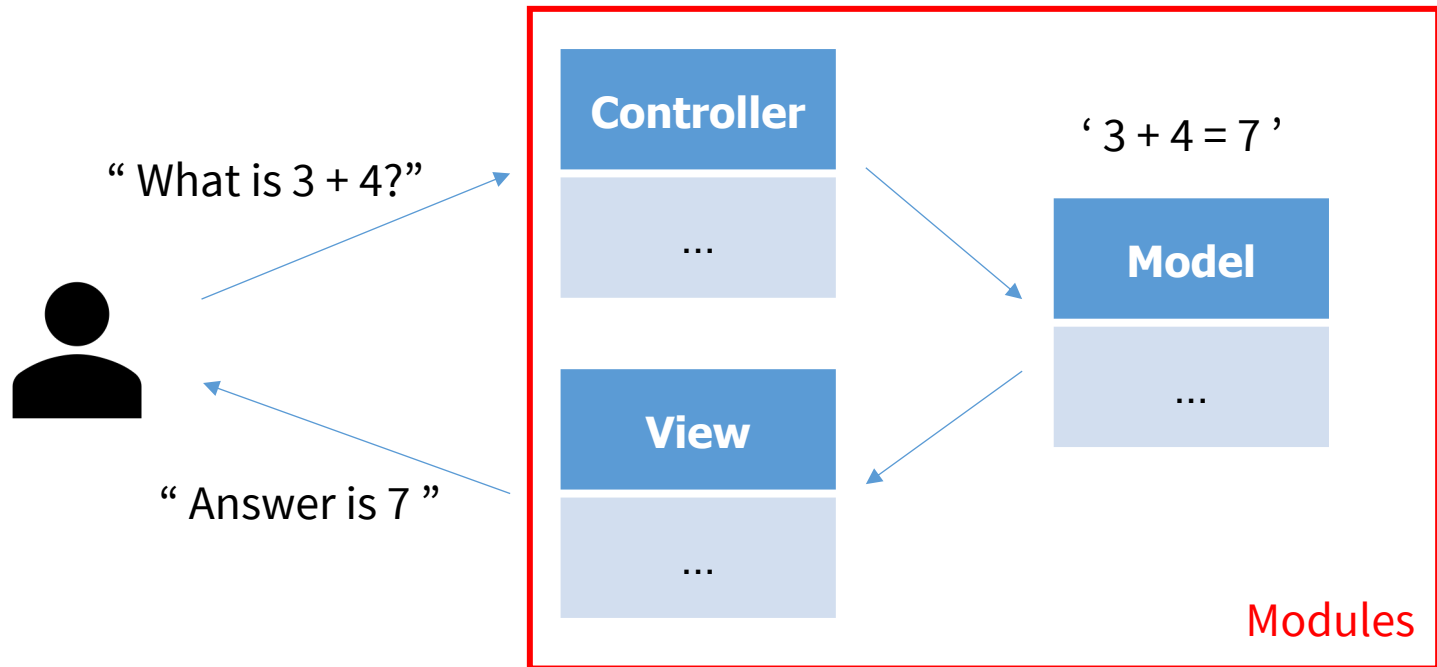 Controller
...
“ What is 3 + 4?”
‘ 3 + 4 = 7 ’
Model
...
View
...
“ Answer is 7 ”
Modules